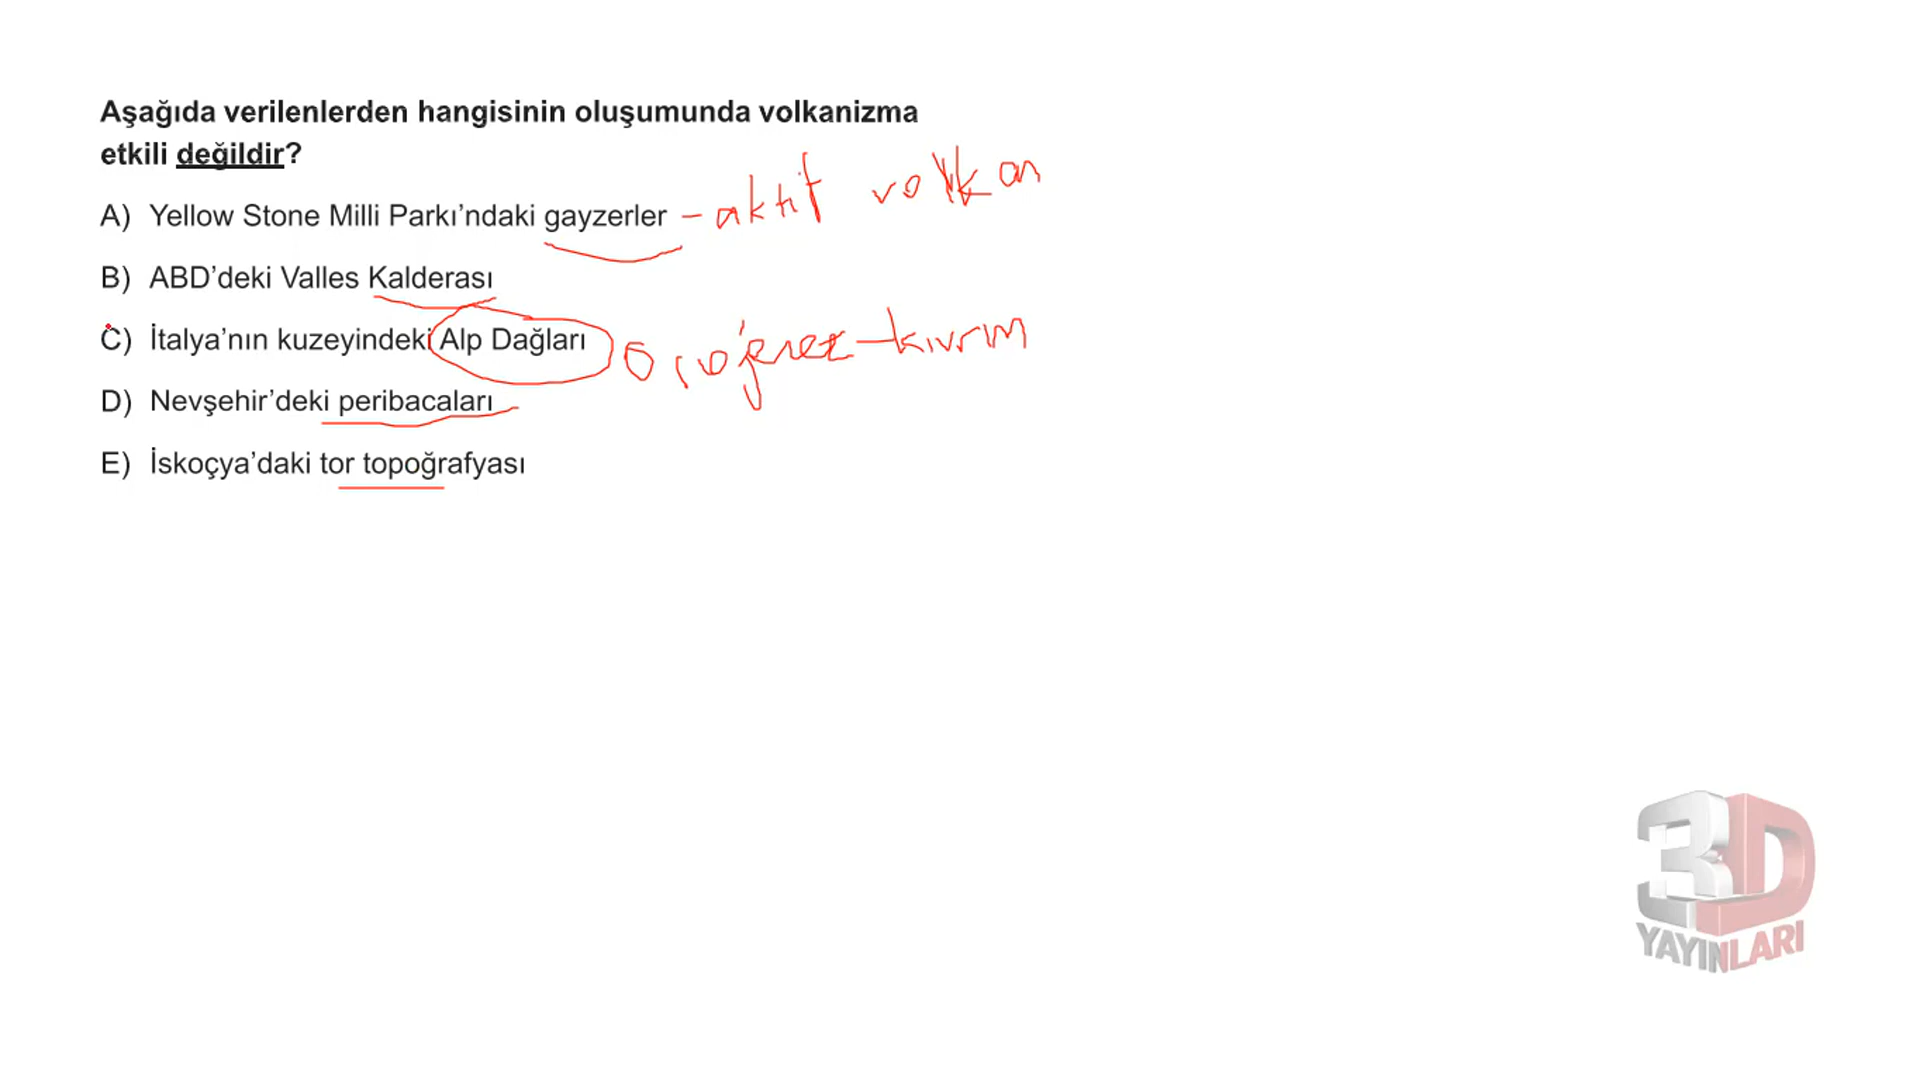 Aşağıda verilenlerden hangisinin oluşumunda volkanizma
etkili değildir?
A) Yellow Stone Milli Parkı'ndaki gayzerler - aktif volkan
B) ABD'deki Valles Kalderası
C) İtalya'nın kuzeyindeki Alp Dağları
kıvrım
D) Nevşehir'deki peribacaları
E) İskoçya'daki tor topoğrafyası
3D
YAYINLARI